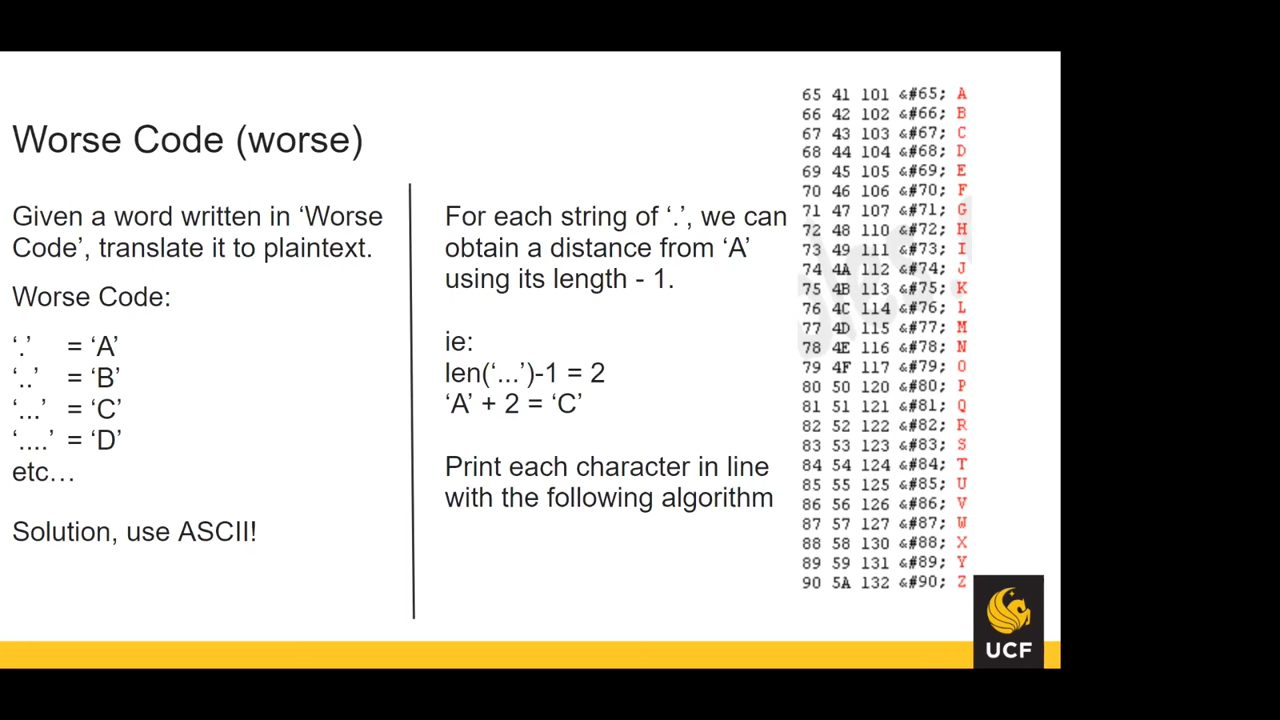 Worse Code (worse)
Given a word written in ‘Worse
Code’, translate it to plaintext.
Worse Code:
‘.’ = ‘A’
‘..’ = ‘B’
‘...’ = ‘C’
‘....’ = ‘D’
etc…
Solution, use ASCII!
For each string of ‘.’, we can
obtain a distance from ‘A’
using its length - 1.
ie:
len(‘...’)-1 = 2
‘A’ + 2 = ‘C’
Print each character in line
with the following algorithm
65 41 101 &#65; A
66 42 102 &#66; B
67 43 103 &#67; C
68 44 104 &#68; D
69 45 105 &#69; E
70 46 106 &#70; F
71 47 107 &#71; G
72 48 110 &#72; H
73 49 111 &#73; I
74 4A 112 &#74; J
75 4B 113 &#75; K
76 4C 114 &#76; L
77 4D 115 &#77; M
78 4E 116 &#78; N
79 4F 117 &#79; O
80 50 120 &#80; P
81 51 121 &#81; Q
82 52 122 &#82; R
83 53 123 &#83; S
84 54 124 &#84; T
85 55 125 &#85; U
86 56 126 &#86; V
87 57 127 &#87; W
88 58 130 &#88; X
89 59 131 &#89; Y
90 5A 132 &#90; Z
UCF